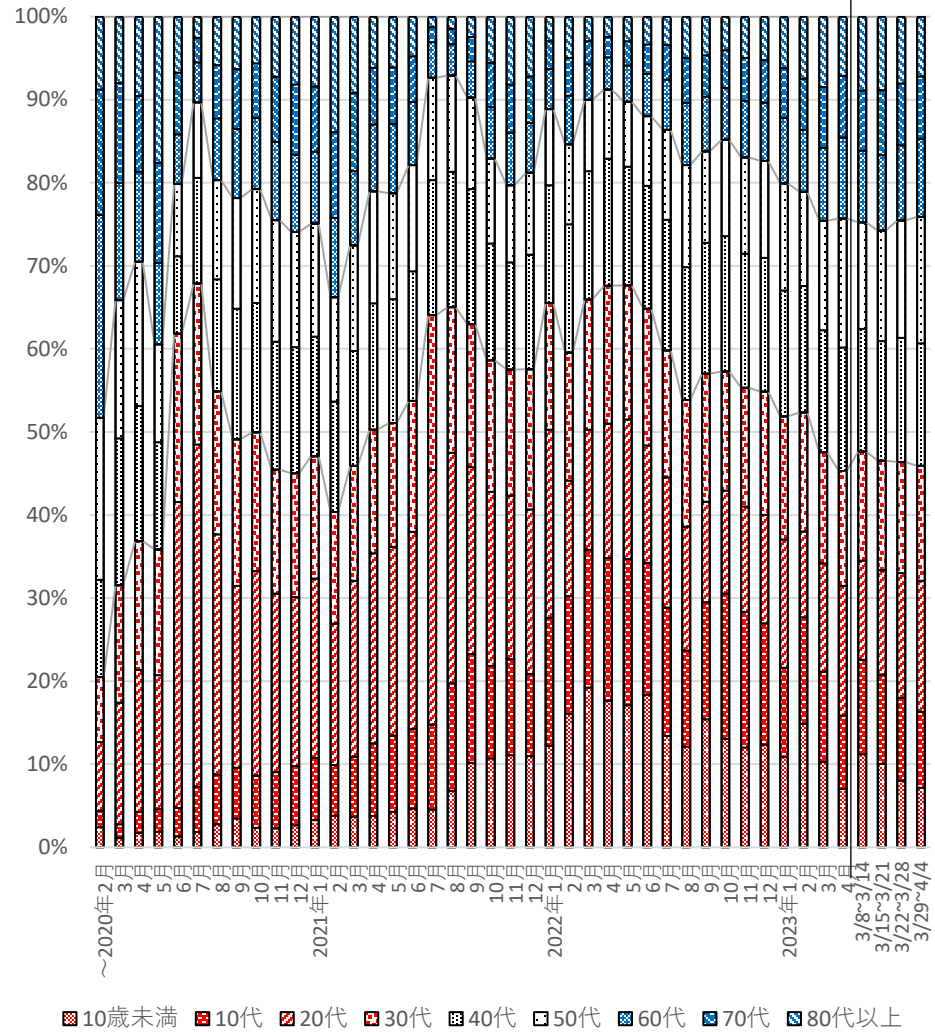 100%
90%
80%
70%
60%
50%
40%
30%
20%
10%
0%
～2020年 2月
3月
4月
5月
6月
7月
8月
9月
10月
11月
12月
2021年 1月
2月
3月
4月
5月
6月
7月
8月
9月
10月
11月
12月
2022年 1月
2月
3月
4月
5月
6月
7月
8月
9月
10月
11月
12月
2023年 1月
2月
3月
4月
3/8~3/14
3/15~3/21
3/22~3/28
3/29~4/4
10歳未満 10代 20代 30代 40代 50代 60代 70代 80代以上